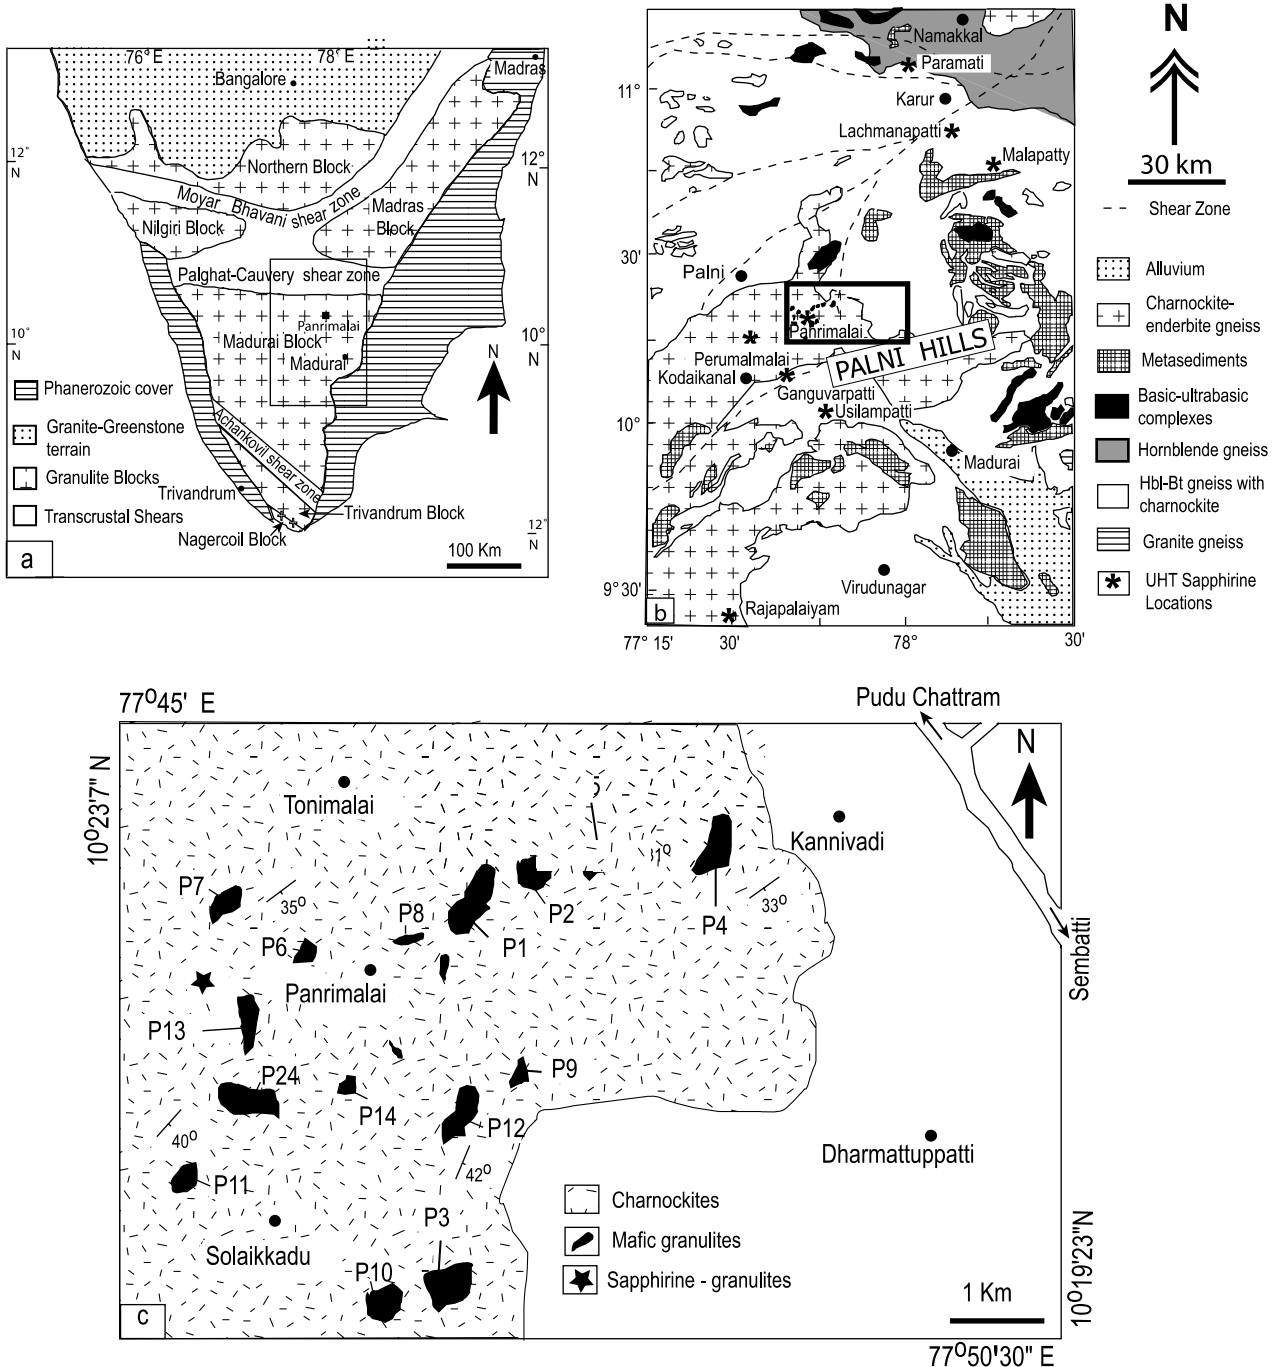 76° E
78° E
Bangalore
Madras
12°
N
12°
N
Northern Block
Moyar Bhavani shear zone
Madras
Block
Nilgiri Block
Palghat-Cauvery shear zone
Panrimalai
Madurai Block
Madurai
10°
N
10°
N
N
Phanerozoic cover
Granite-Greenstone
terrain
Granulite Blocks
Transcrustal Shears
Achankovil shear zone
Trivandrum
Trivandrum Block
Nagercoil Block
12°
N
100 Km
a
Namakkal
Paramati
11°
Karur
Lachmanapatti
Malapatty
30'
Palni
Panrimalai
PALNI HILLS
Perumalmalai
Kodaikanal
Ganguvarpatti
Usilampatti
10°
Madurai
Virudunagar
9° 30'
Rajapalaiyam
b
77° 15'
30'
78°
30'
N
30 km
Shear Zone
Alluvium
Charnockite-
enderbite gneiss
Metasediments
Basic-ultrabasic
complexes
Hornblende gneiss
Hbl-Bt gneiss with
charnockite
Granite gneiss
UHT Sapphirine
Locations
77°45' E
Pudu Chattram
10°23'7" N
N
Tonimalai
5
Kannivadi
31°
P7
35°
P8
P1
P2
P4
33°
P6
Panrimalai
Sembatti
P13
P24
P14
P9
P12
40°
42°
Dharmattuppatti
P11
P3
Solaikkadu
P10
Charnockites
Mafic granulites
Sapphirine - granulites
1 Km
10°19'23"N
c
77°50'30" E